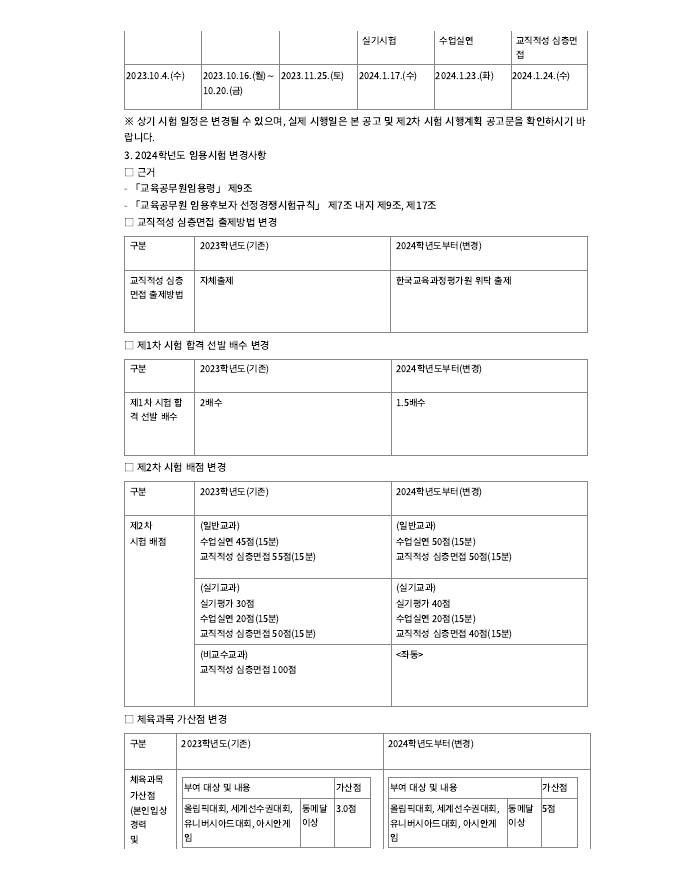 실기시험 수업실연 교직적성 심층면
접
2023.10.4.(수) 2023.10.16.(월)~ 2023.11.25.(토) 2024.1.17.(수) 2024.1.23.(화) 2024.1.24.(수)
10.20.(금)
※ 상기 시험 일정은 변경될 수 있으며, 실제 시행일은 본 공고 및 제2차 시험 시행계획 공고문을 확인하시기 바
랍니다.
3. 2024학년도 임용시험 변경사항
□ 근거
- 「교육공무원임용령」 제9조
- 「교육공무원 임용후보자 선정경쟁시험규칙」 제7조 내지 제9조, 제17조
□ 교직적성 심층면접 출제방법 변경
구분 2023학년도(기존) 2024학년도부터(변경)
교직적성 심층 자체출제 한국교육과정평가원 위탁 출제
면접 출제방법
□ 제1차 시험 합격 선발 배수 변경
구분 2023학년도(기존) 2024학년도부터(변경)
제1차 시험 합 2배수 1.5배수
격 선발 배수
□ 제2차 시험 배점 변경
구분 2023학년도(기존) 2024학년도부터(변경)
제2차 (일반교과) (일반교과)
시험 배점 수업실연 45점(15분) 수업실연 50점(15분)
교직적성 심층면접 55점(15분) 교직적성 심층면접 50점(15분)
(실기교과) (실기교과)
실기평가 30점 실기평가 40점
수업실연 20점(15분) 수업실연 20점(15분)
교직적성 심층면접 50점(15분) 교직적성 심층면접 40점(15분)
(비교수교과) <좌동>
교직적성 심층면접 100점
□ 체육과목 가산점 변경
구분 2023학년도(기존) 2024학년도부터(변경)
체육과목 부여 대상 및 내용 가산점 부여 대상 및 내용 가산점
가산점
(본인입상 올림픽대회, 세계선수권대회, 동메달 3.0점 올림픽대회, 세계선수권대회, 동메달 5점
경력 유니버시아드대회, 아시안게 이상 유니버시아드대회, 아시안게 이상
및 임 임